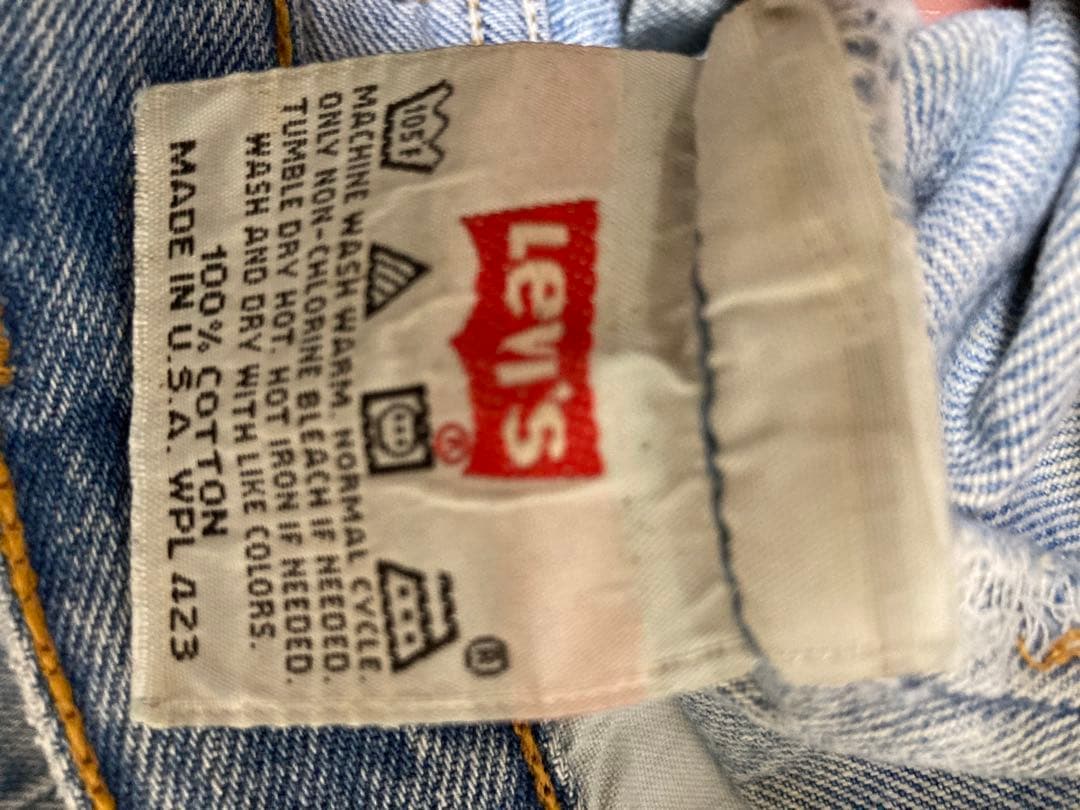 Levi's
®
105F
MACHINE WASH WARM, NORMAL CYCLE.
ONLY NON-CHLORINE BLEACH IF NEEDED.
TUMBLE DRY HOT. HOT IRON IF NEEDED.
WASH AND DRY WITH LIKE COLORS.
100% COTTON
MADE IN U.S.A. WPL 423